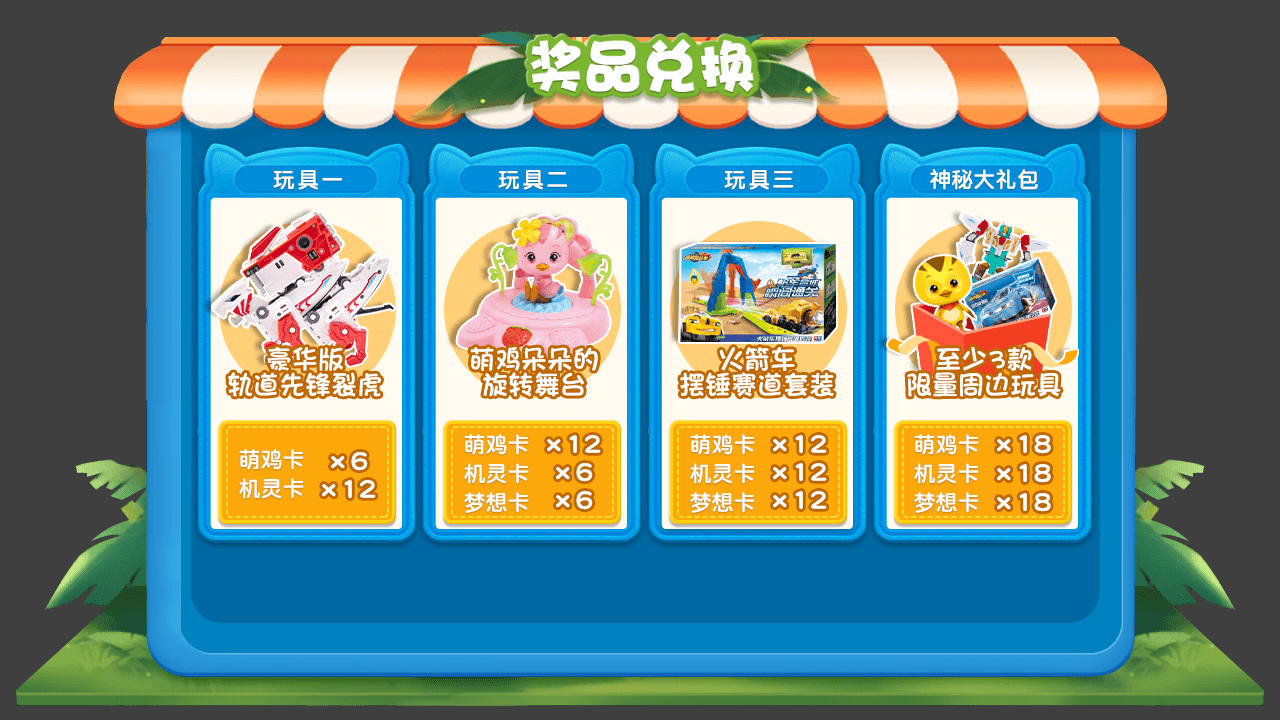 奖品兑换
玩具一
豪华版
轨道先锋裂虎
萌鸡卡 ×6
机灵卡 ×12
玩具二
萌鸡朵朵的
旋转舞台
萌鸡卡 ×12
机灵卡 ×6
梦想卡 ×6
玩具三
火箭车
摆锤赛道套装
萌鸡卡 ×12
机灵卡 ×12
梦想卡 ×12
神秘大礼包
至少3款
限量周边玩具
萌鸡卡 ×18
机灵卡 ×18
梦想卡 ×18